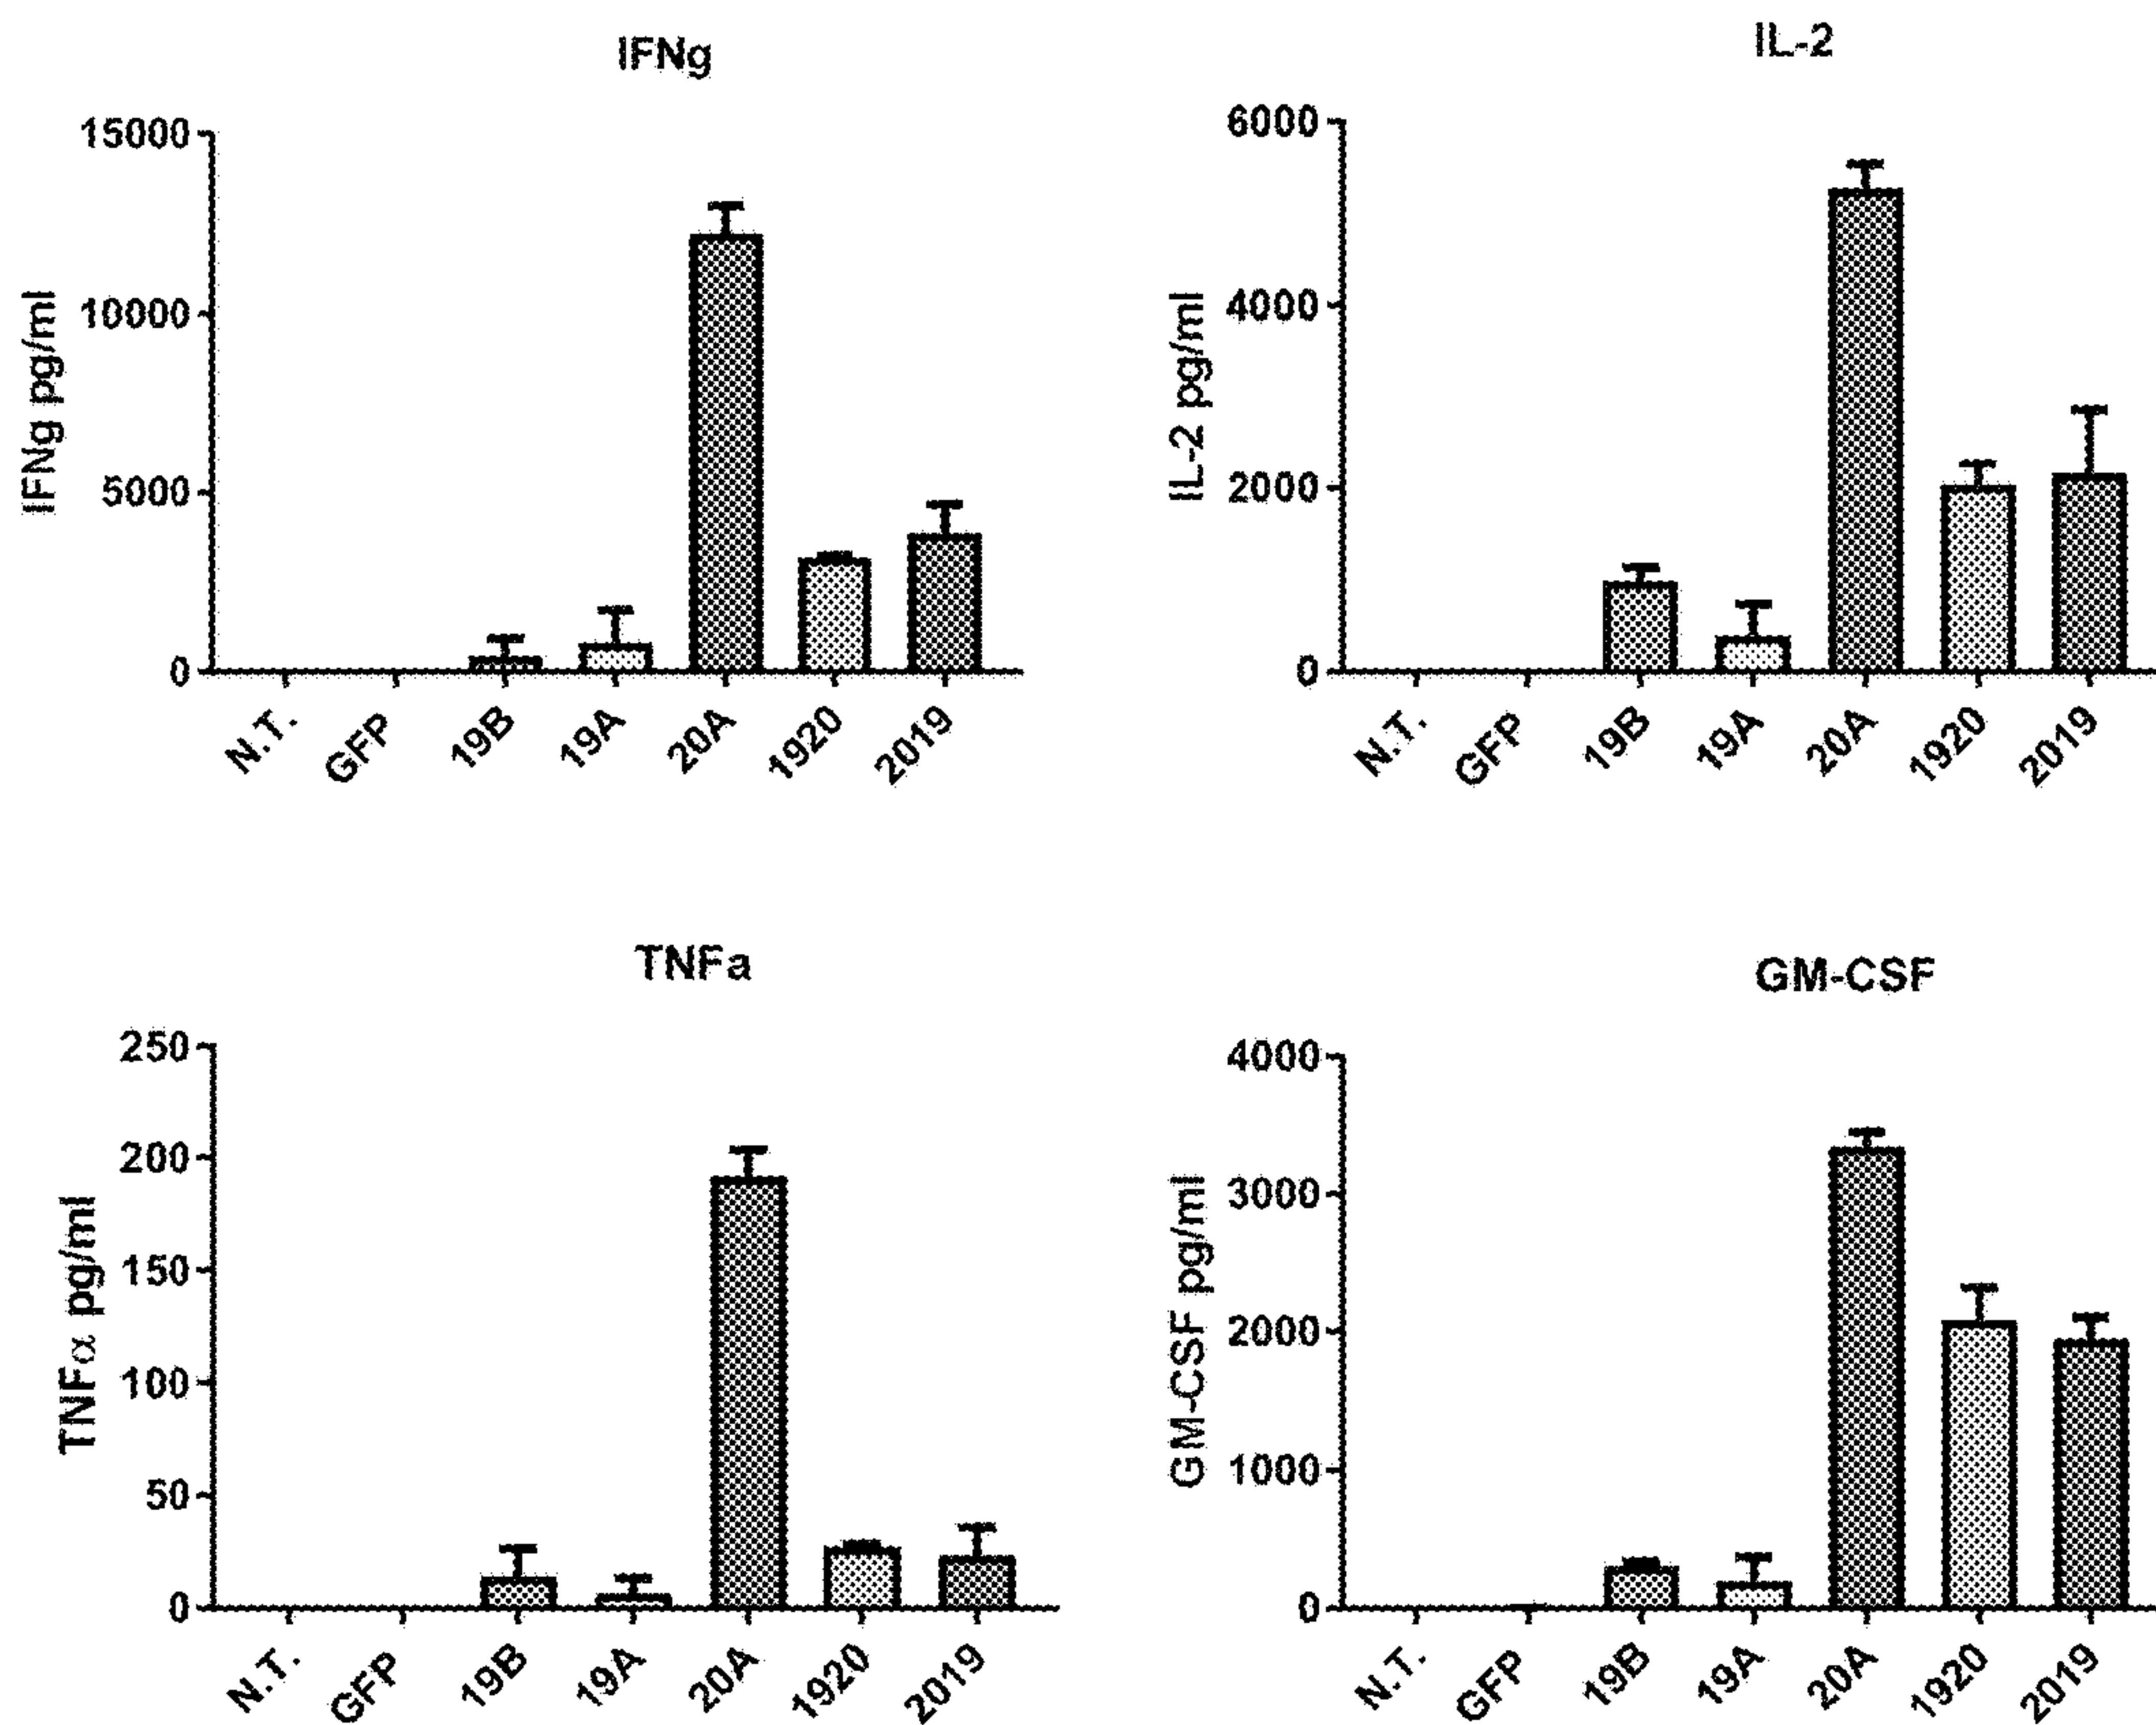 IFNg
15000
10000
5000
0
IFNg pg/ml
N.T. GFP 19B 19A 20A 1920 2019
IL-2
6000
4000
2000
0
IL-2 pg/ml
N.T. GFP 19B 19A 20A 1920 2019
TNFa
250
200
150
100
50
0
TNFα pg/ml
N.T. GFP 19B 19A 20A 1920 2019
GM-CSF
4000
3000
2000
1000
0
GM-CSF pg/ml
N.T. GFP 19B 19A 20A 1920 2019